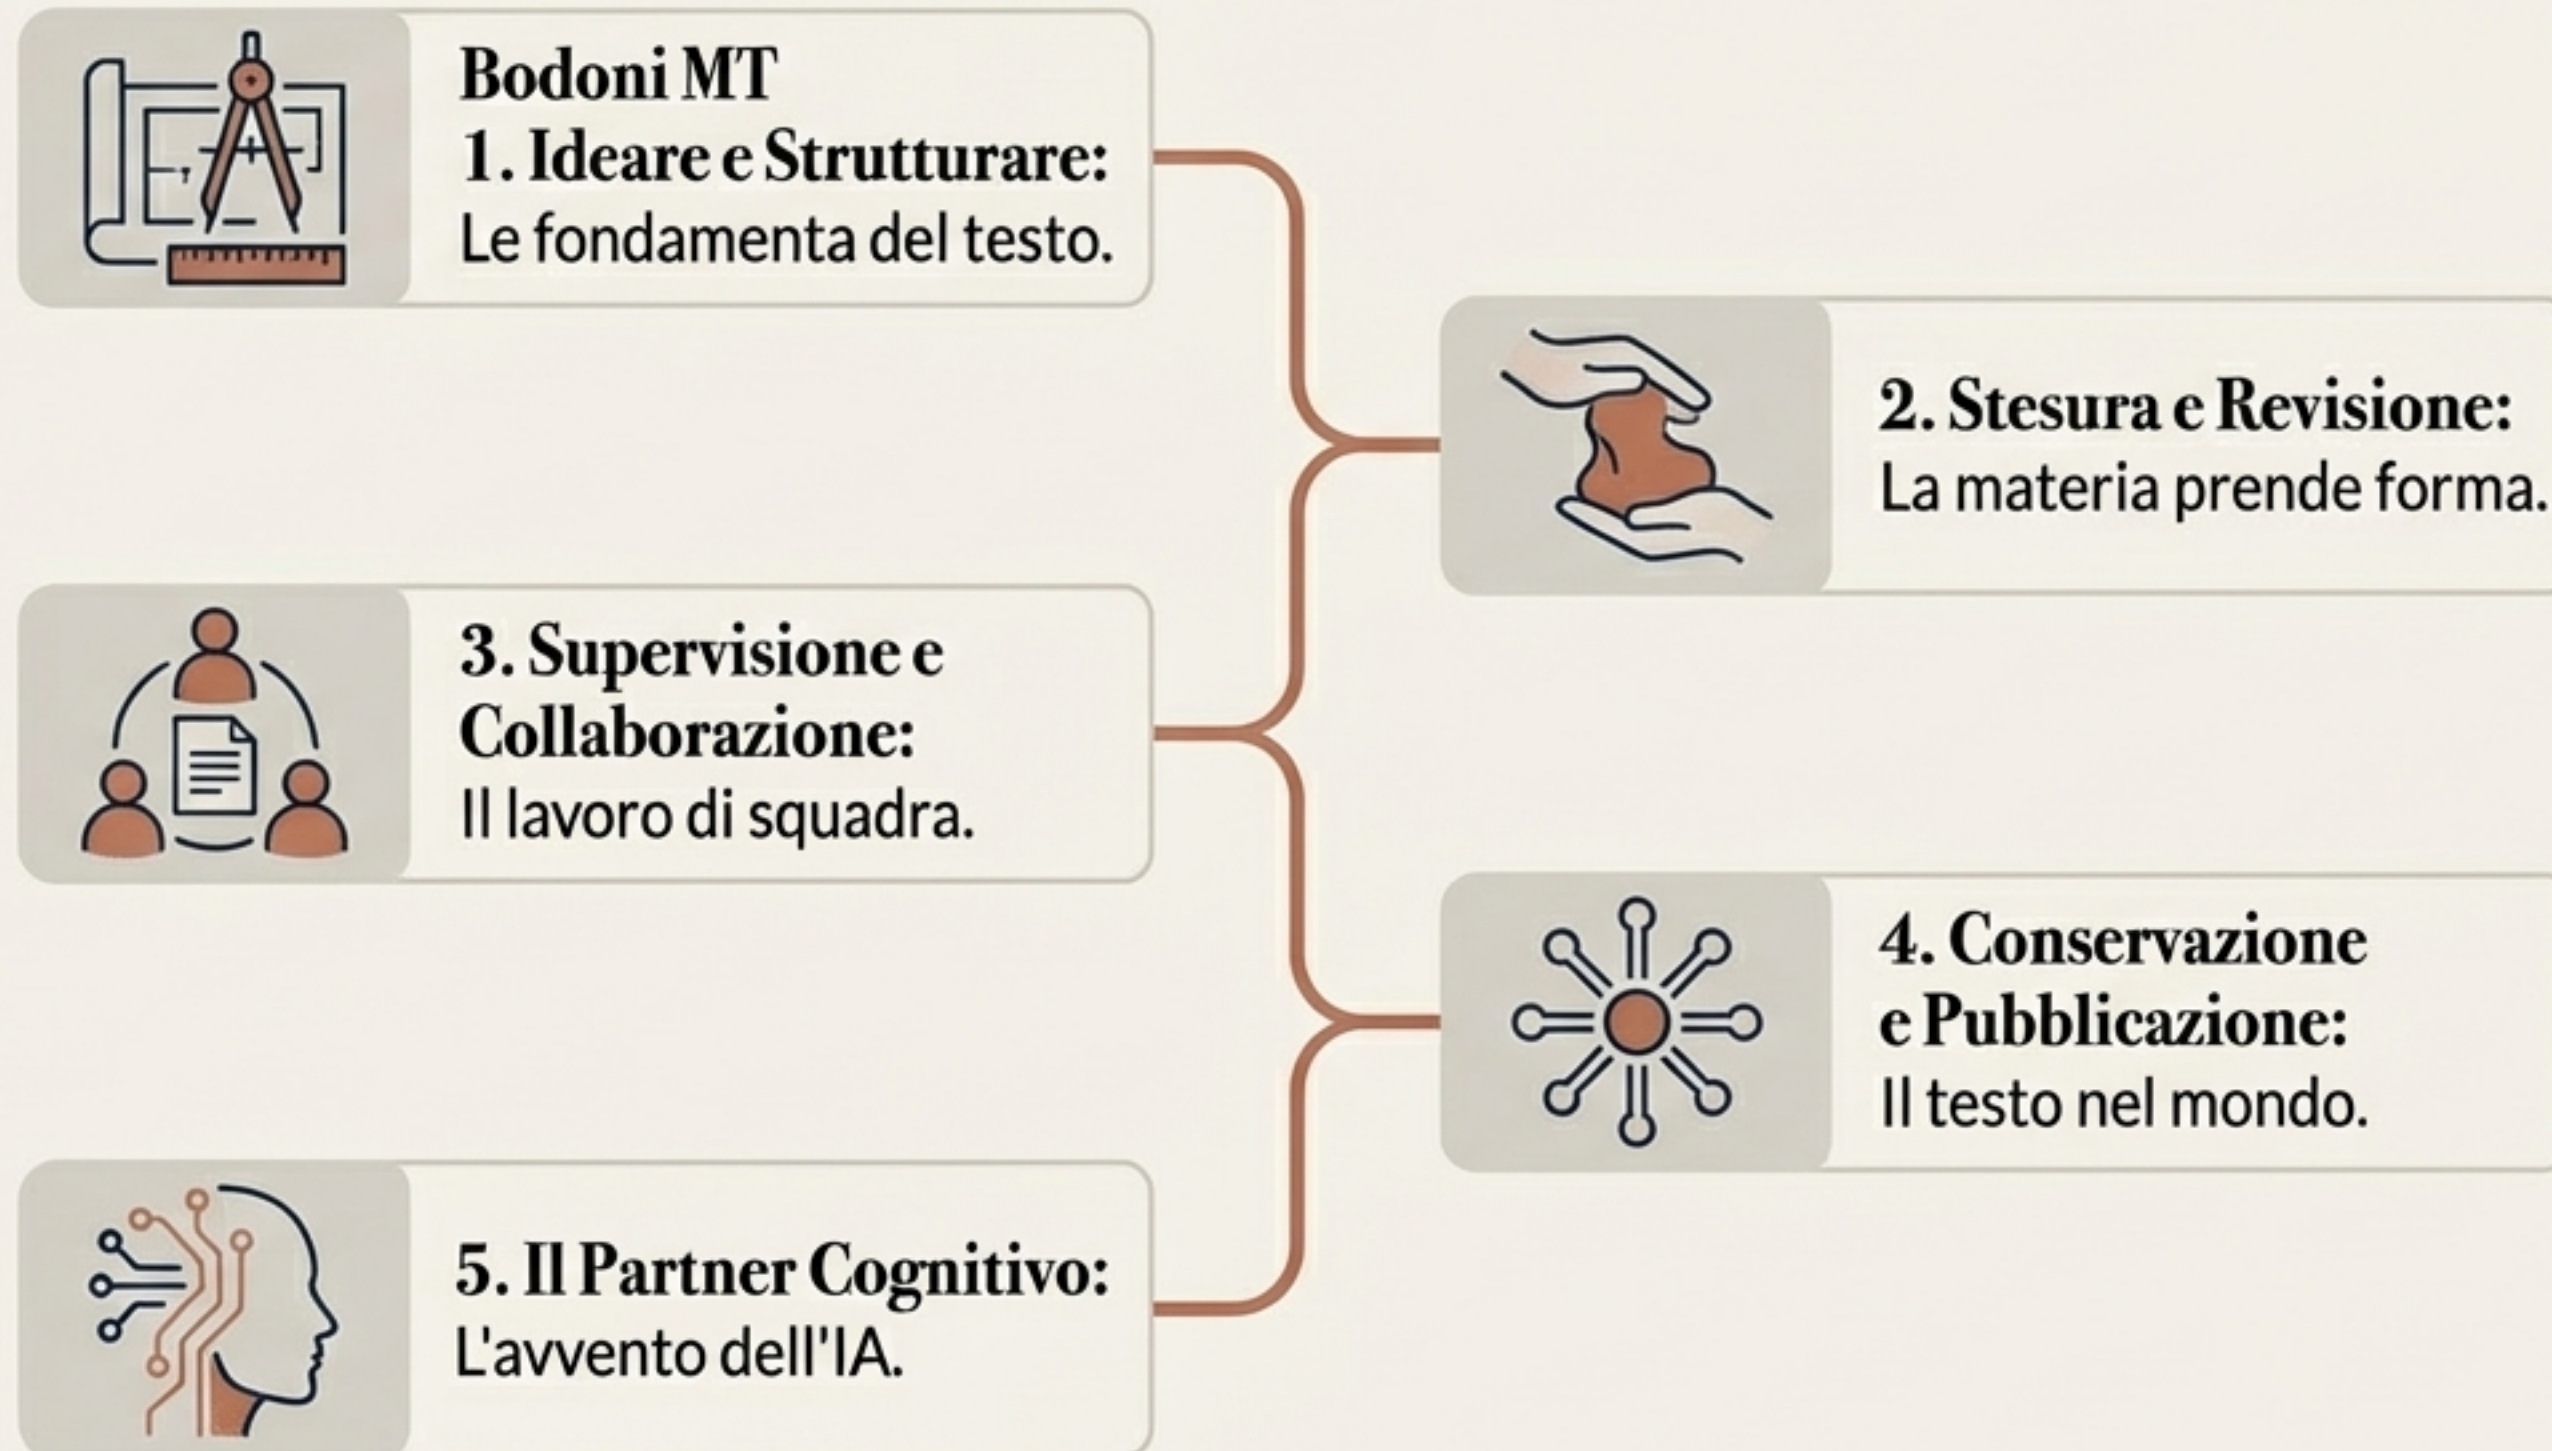 Bodoni MT
1. Ideare e Strutturare:
Le fondamenta del testo.
2. Stesura e Revisione:
La materia prende forma.
3. Supervisione e
Collaborazione:
Il lavoro di squadra.
4. Conservazione
e Pubblicazione:
Il testo nel mondo.
5. Il Partner Cognitivo:
L'avvento dell'IA.